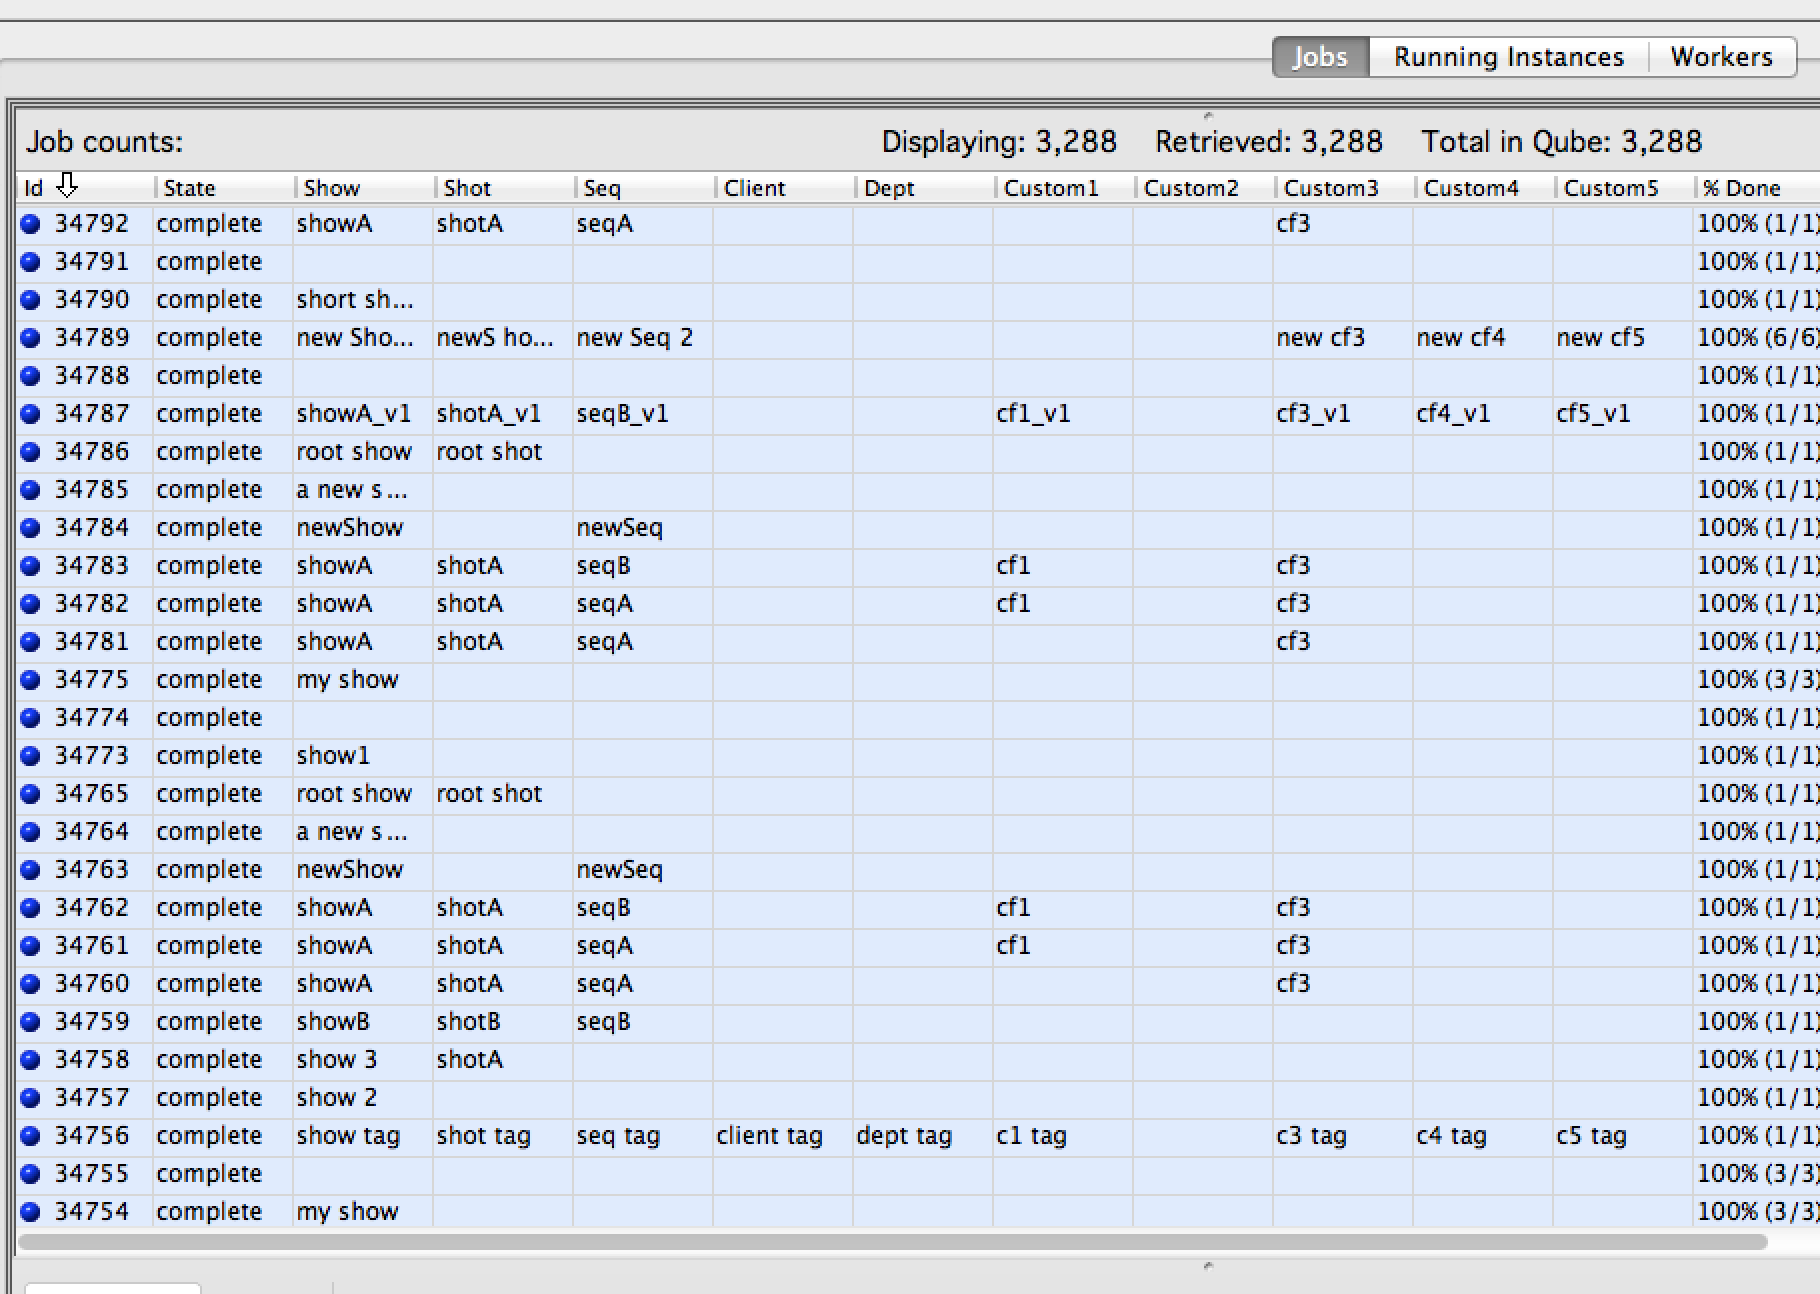 Jobs Running Instances Workers
Job counts: Displaying: 3,288 Retrieved: 3,288 Total in Qube: 3,288
Id State Show Shot Seq Client Dept Custom1 Custom2 Custom3 Custom4 Custom5 % Done
34792 complete showA shotA seqA cf3 100% (1/1)
34791 complete 100% (1/1)
34790 complete short sh... 100% (1/1)
34789 complete new Sho... newS ho... new Seq 2 new cf3 new cf4 new cf5 100% (6/6)
34788 complete 100% (1/1)
34787 complete showA_v1 shotA_v1 seqB_v1 cf1_v1 cf3_v1 cf4_v1 cf5_v1 100% (1/1)
34786 complete root show root shot 100% (1/1)
34785 complete a new s... 100% (1/1)
34784 complete newShow newSeq 100% (1/1)
34783 complete showA shotA seqB cf1 cf3 100% (1/1)
34782 complete showA shotA seqA cf1 cf3 100% (1/1)
34781 complete showA shotA seqA cf3 100% (1/1)
34775 complete my show 100% (3/3)
34774 complete 100% (1/1)
34773 complete show1 100% (1/1)
34765 complete root show root shot 100% (1/1)
34764 complete a new s... 100% (1/1)
34763 complete newShow newSeq 100% (1/1)
34762 complete showA shotA seqB cf1 cf3 100% (1/1)
34761 complete showA shotA seqA cf1 cf3 100% (1/1)
34760 complete showA shotA seqA cf3 100% (1/1)
34759 complete showB shotB seqB 100% (1/1)
34758 complete show 3 shotA 100% (1/1)
34757 complete show 2 100% (1/1)
34756 complete show tag shot tag seq tag client tag dept tag c1 tag c3 tag c4 tag c5 tag 100% (1/1)
34755 complete 100% (3/3)
34754 complete my show 100% (3/3)